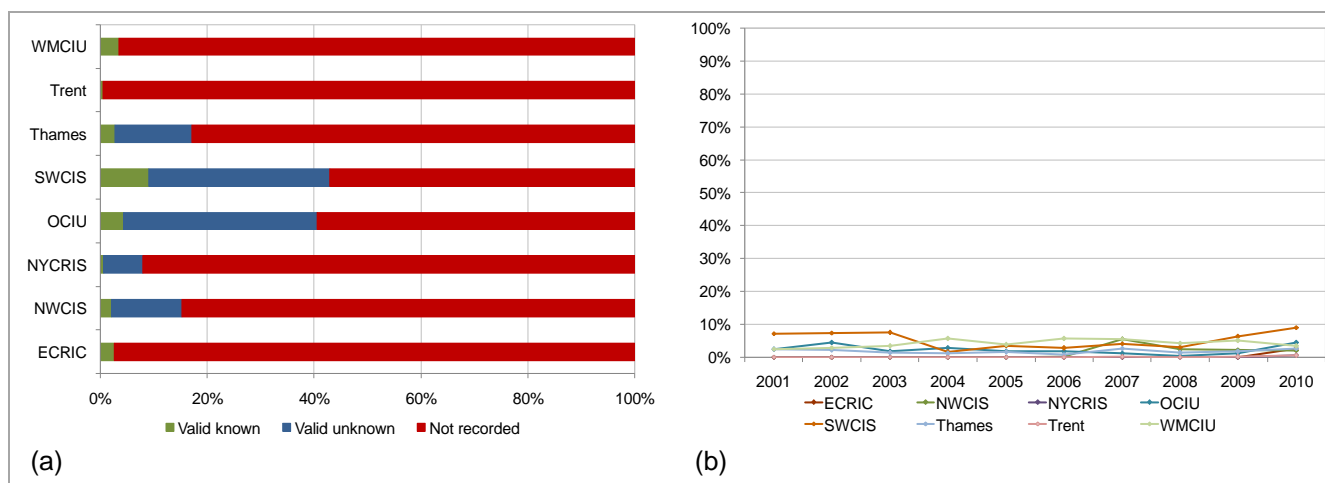 WMCIU
Trent
Thames
SWCIS
OCIU
NYCRIS
NWCIS
ECRIC
0% 20% 40% 60% 80% 100%
Valid known Valid unknown Not recorded
(a)
100%
90%
80%
70%
60%
50%
40%
30%
20%
10%
0%
2001 2002 2003 2004 2005 2006 2007 2008 2009 2010
ECRIC NWCIS NYCRIS OCIU
SWCIS Thames Trent WMCIU
(b)